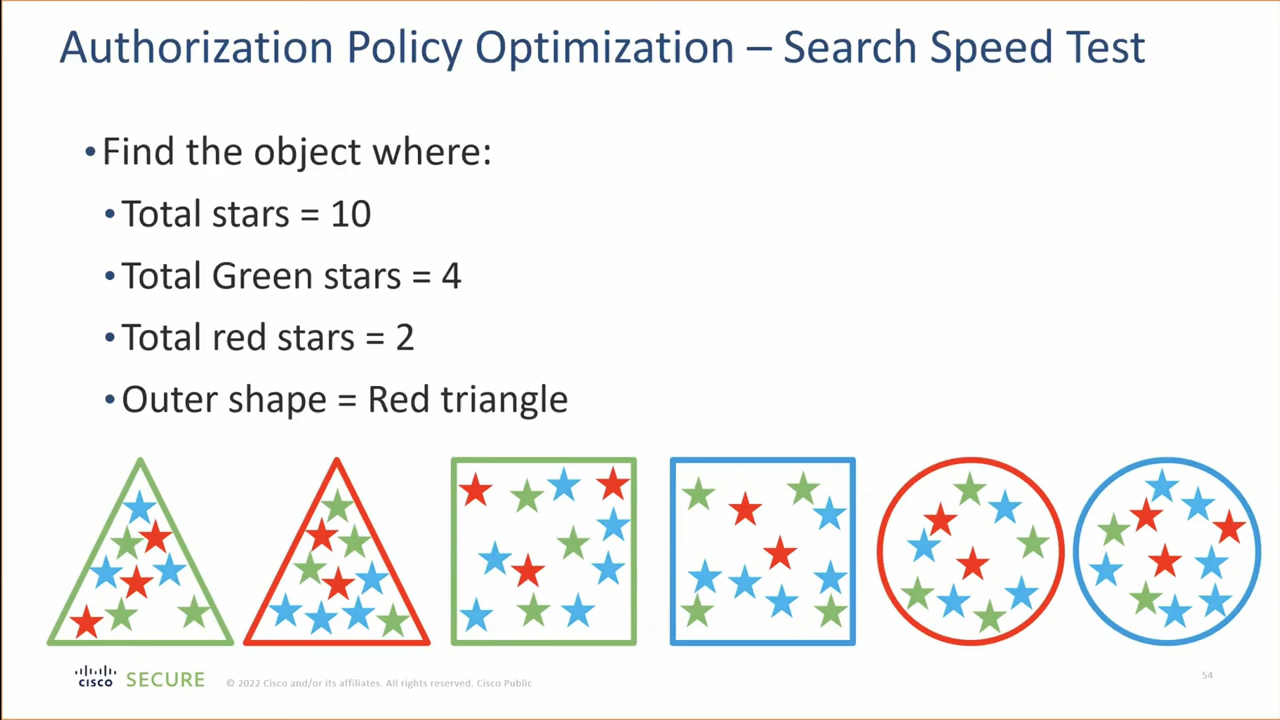 Authorization Policy Optimization – Search Speed Test
•Find the object where:
•Total stars = 10
•Total Green stars = 4
•Total red stars = 2
•Outer shape = Red triangle
CISCO SECURE © 2022 Cisco and/or its affiliates. All rights reserved. Cisco Public 54